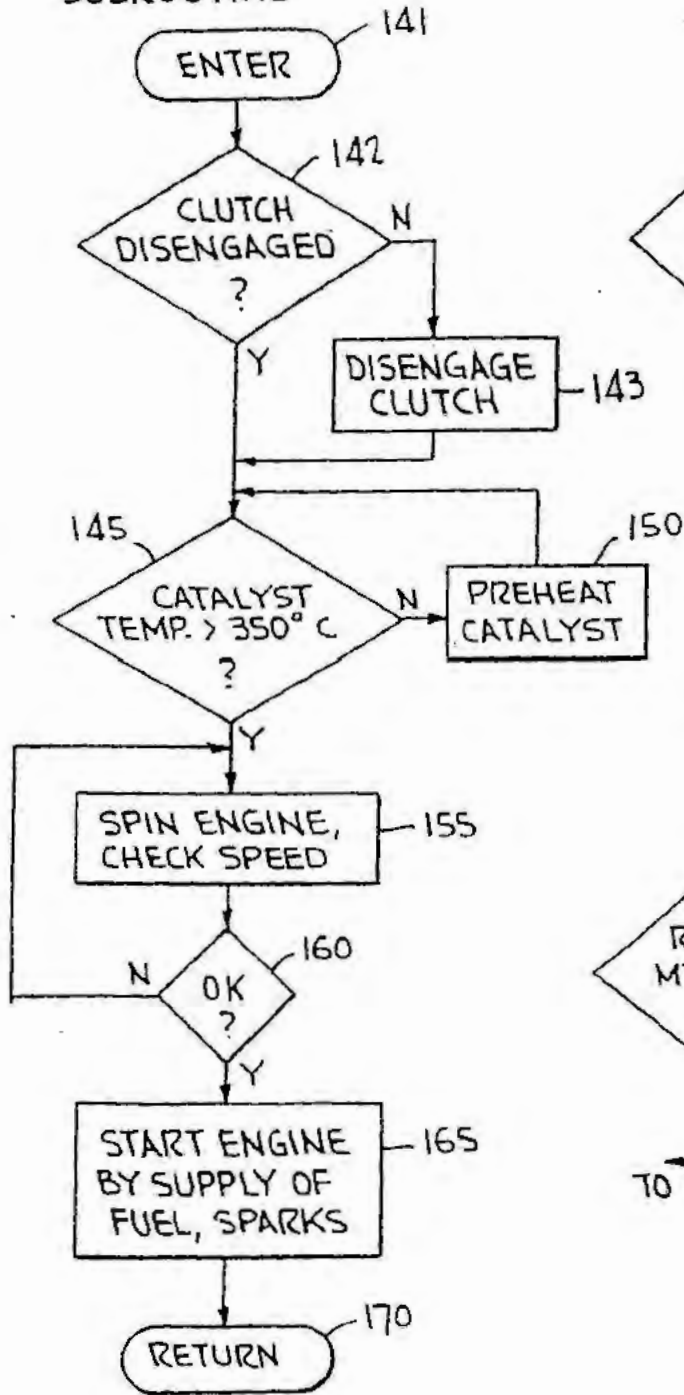 141
ENTER
142
CLUTCH
DISENGAGED
?
N
Y
DISENGAGE
CLUTCH
143
145
CATALYST
TEMP. > 350° C
?
N
150
PREHEAT
CATALYST
Y
SPIN ENGINE,
CHECK SPEED
155
160
OK
?
N
Y
START ENGINE
BY SUPPLY OF
FUEL, SPARKS
165
170
RETURN
TO